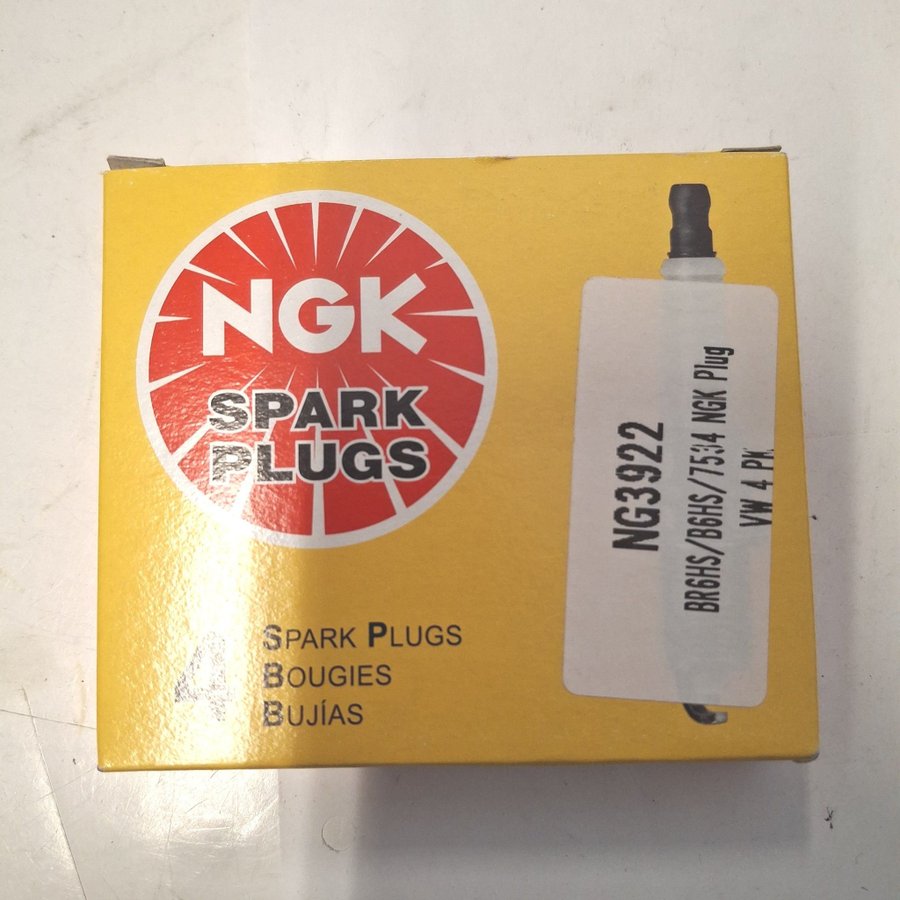 NGK
SPARK
PLUGS
4
SPARK PLUGS
BOUGIES
BUJÍAS
NG3922
BR6HS/B6HS/7534 NGK Plug
VW 4 PK